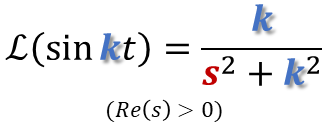 ℒ(sin kt) = k / (s² + k²)
(Re(s) > 0)